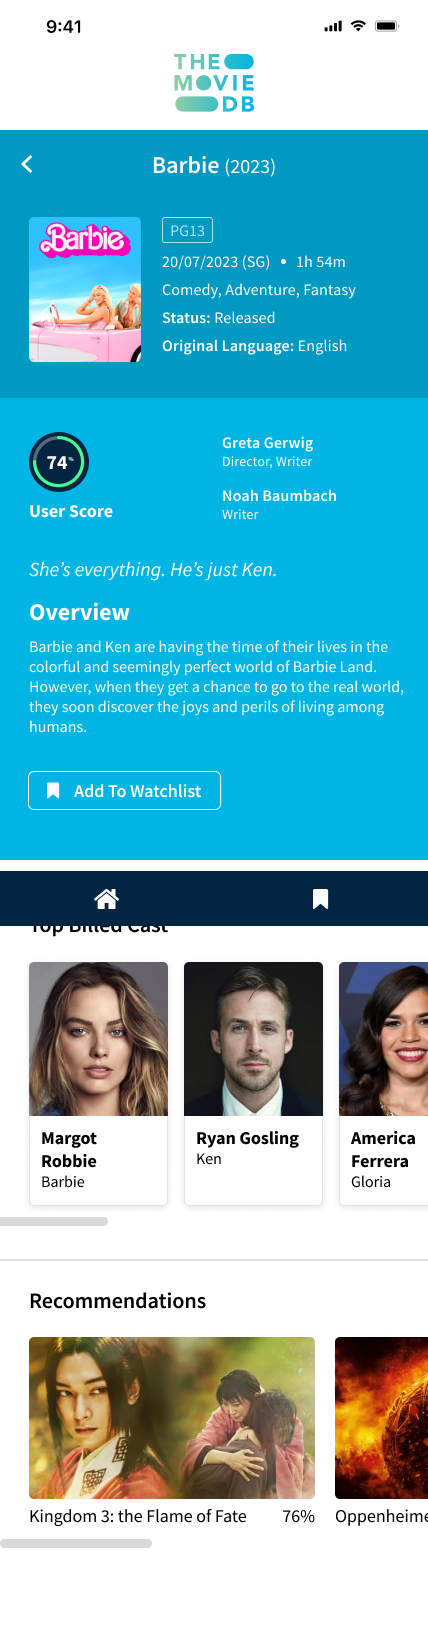 9:41
THE
MOVIE
DB
Barbie (2023)
Barbie
PG13
20/07/2023 (SG) • 1h 54m
Comedy, Adventure, Fantasy
Status: Released
Original Language: English
74%
User Score
Greta Gerwig
Director, Writer
Noah Baumbach
Writer
She’s everything. He’s just Ken.
Overview
Barbie and Ken are having the time of their lives in the
colorful and seemingly perfect world of Barbie Land.
However, when they get a chance to go to the real world,
they soon discover the joys and perils of living among
humans.
Add To Watchlist
Top Billed Cast
Margot
Robbie
Barbie
Ryan Gosling
Ken
America
Ferrera
Gloria
Recommendations
Kingdom 3: the Flame of Fate 76%
Oppenheime